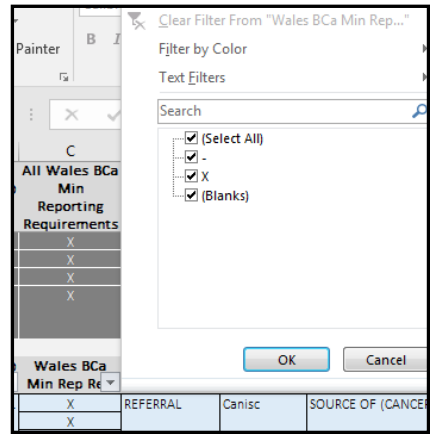 Clear Filter From "Wales BCa Min Rep..."
Painter
B I
Filter by Color
Text Filters
Search
(Select All)
-
X
(Blanks)
C
All Wales BCa
Min
Reporting
Requirements
X
X
X
X
OK Cancel
Wales BCa
Min Rep Re
X REFERRAL Canisc SOURCE OF (CANCE
X